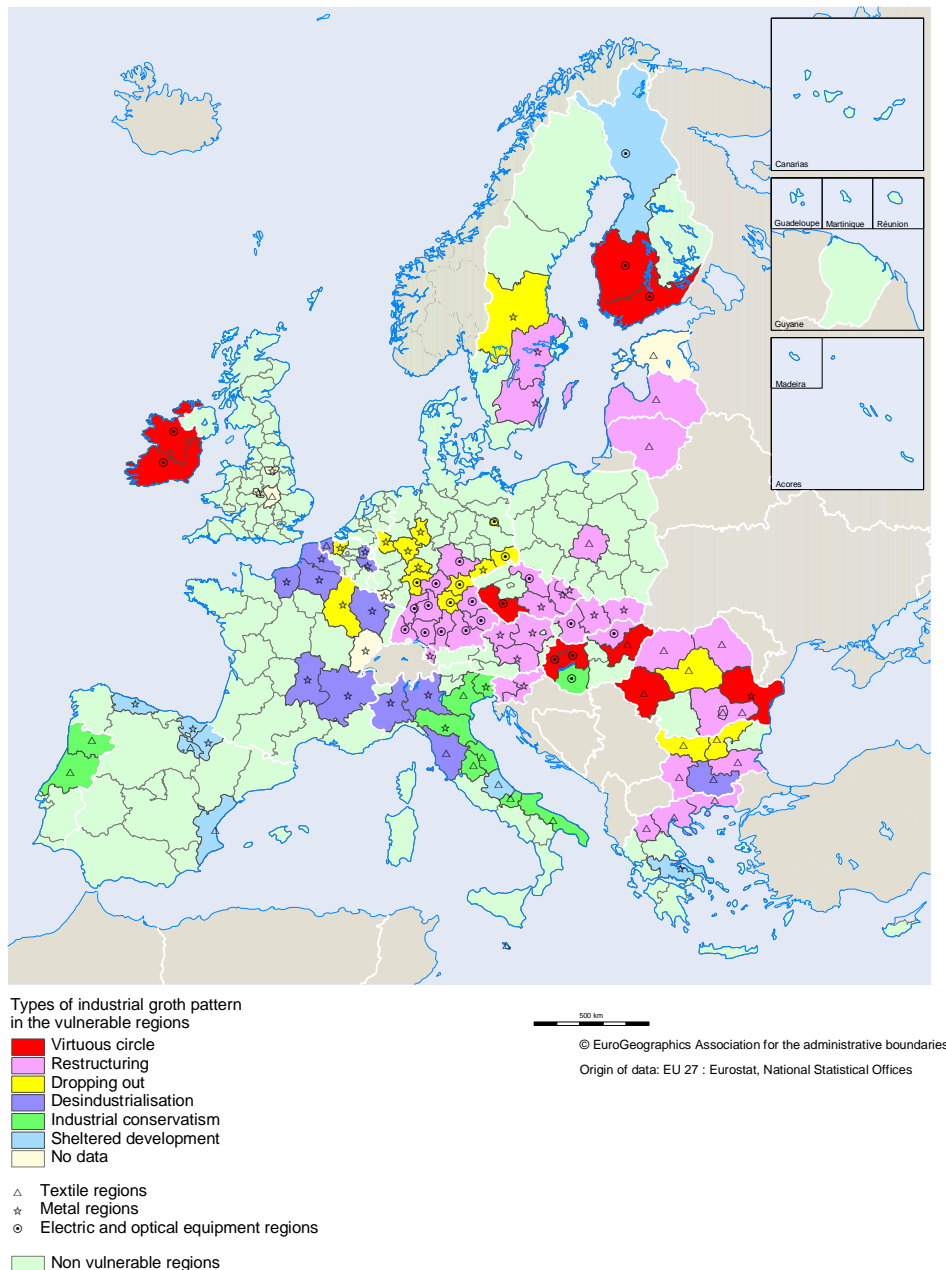 Canarias
Guadeloupe
Martinique
Réunion
Guyane
Madeira
Acores
Types of industrial groth pattern
in the vulnerable regions
Virtuous circle
Restructuring
Dropping out
Desindustrialisation
Industrial conservatism
Sheltered development
No data
Textile regions
Metal regions
Electric and optical equipment regions
Non vulnerable regions
500 km
© EuroGeographics Association for the administrative boundaries
Origin of data: EU 27 : Eurostat, National Statistical Offices